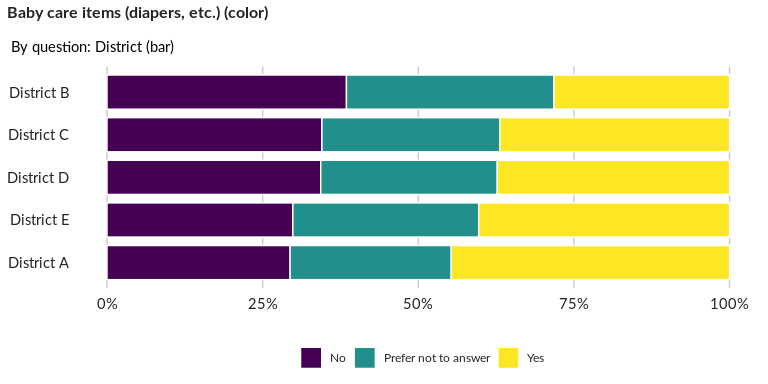 Baby care items (diapers, etc.) (color)
By question: District (bar)
District B
District C
District D
District E
District A
0% 25% 50% 75% 100%
No Prefer not to answer Yes